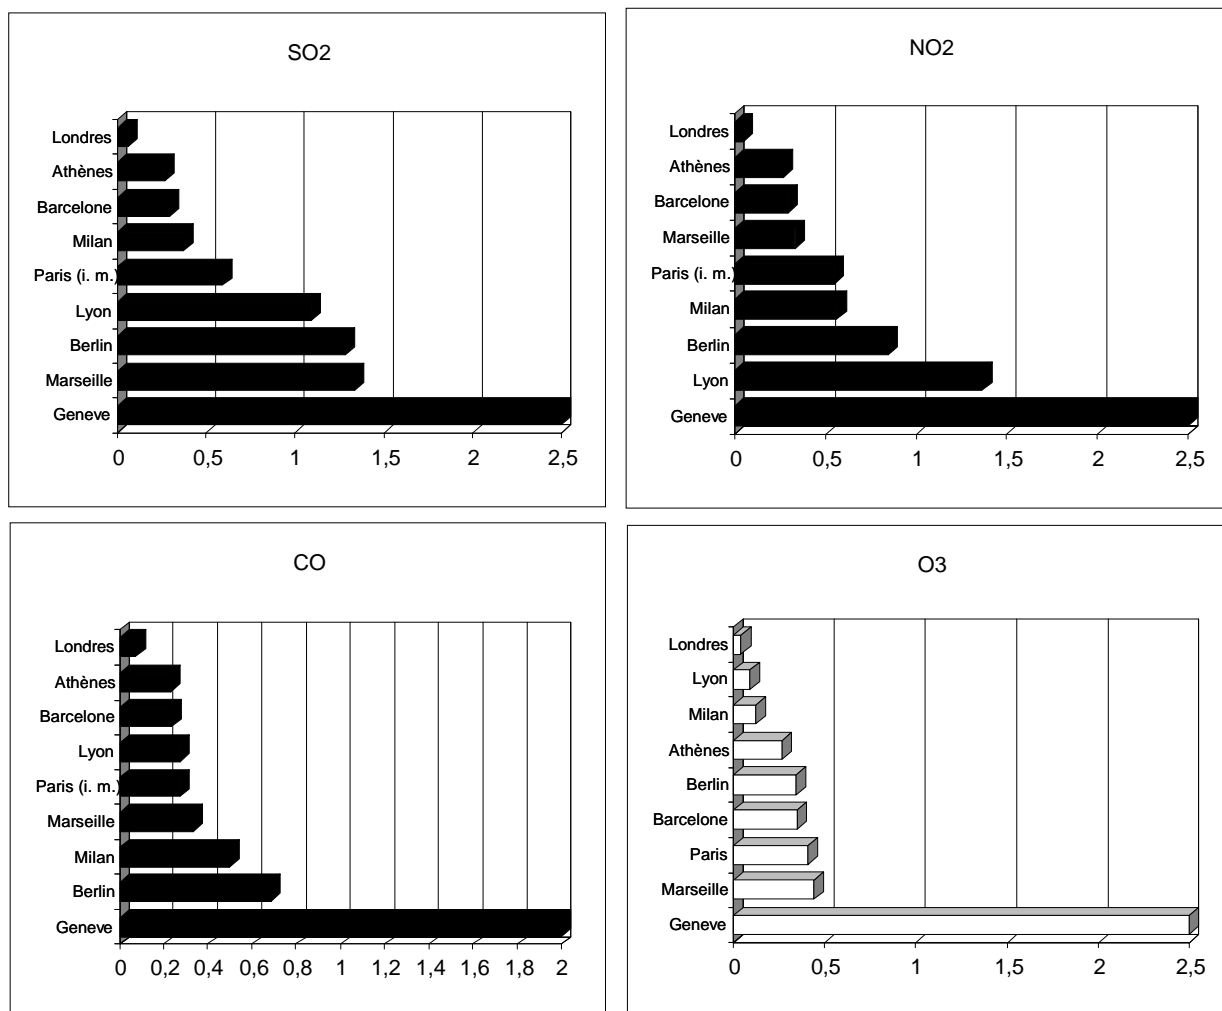 SO2
Londres
Athènes
Barcelone
Milan
Paris (i. m.)
Lyon
Berlin
Marseille
Geneve
0 0,5 1 1,5 2 2,5
NO2
Londres
Athènes
Barcelone
Marseille
Paris (i. m.)
Milan
Berlin
Lyon
Geneve
0 0,5 1 1,5 2 2,5
CO
Londres
Athènes
Barcelone
Lyon
Paris (i. m.)
Marseille
Milan
Berlin
Geneve
0 0,2 0,4 0,6 0,8 1 1,2 1,4 1,6 1,8 2
O3
Londres
Lyon
Milan
Athènes
Berlin
Barcelone
Paris
Marseille
Geneve
0 0,5 1 1,5 2 2,5